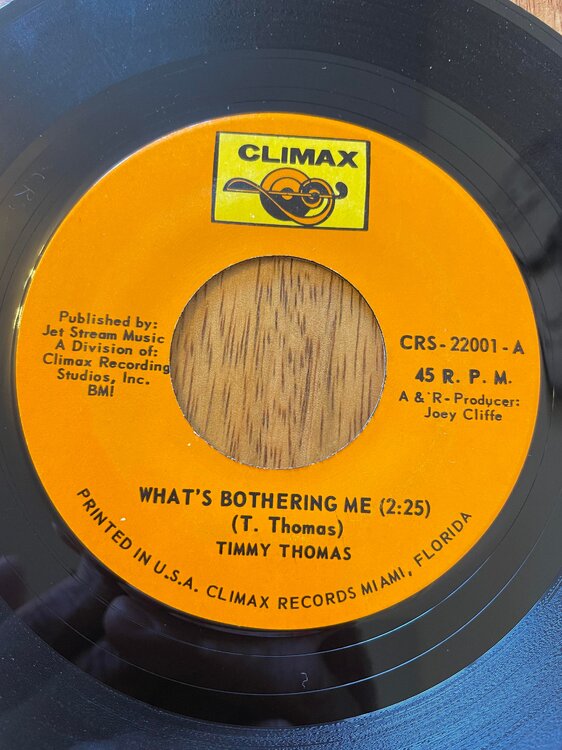 CLIMAX
Published by:
Jet Stream Music
A Division of:
Climax Recording
Studios, Inc.
BMI
CRS-22001-A
45 R. P. M.
A & R-Producer:
Joey Cliffe
WHAT'S BOTHERING ME (2:25)
(T. Thomas)
TIMMY THOMAS
PRINTED IN U.S.A. CLIMAX RECORDS MIAMI, FLORIDA